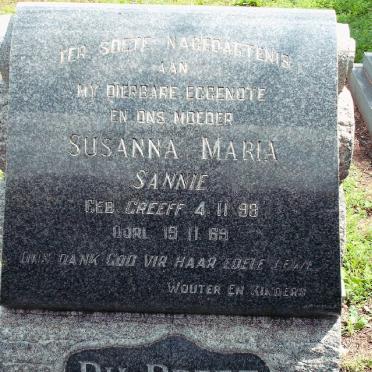 TER SOETE NAGEDAGTENIS
AAN
MY DIERBARE EGGENOTE
EN ONS MOEDER
SUSANNA MARIA
SANNIE
GEB GREEFF 4 11 98
OORL 19 11 69
ONS DANK GOD VIR HAAR EDELE LEWE
WOUTER EN KINDERS